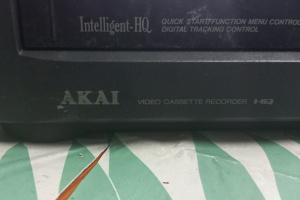 Intelligent-HQ
QUICK START/FUNCTION MENU CONTROL
DIGITAL TRACKING CONTROL
AKAI VIDEO CASSETTE RECORDER